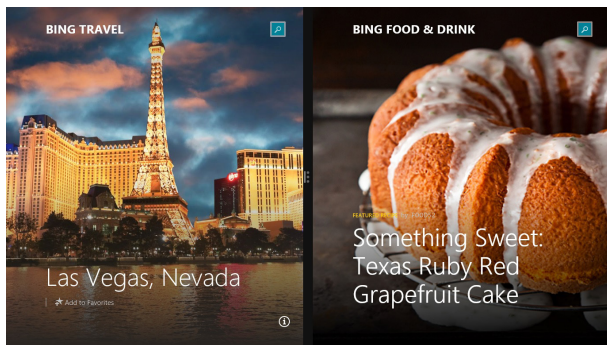 BING TRAVEL
Las Vegas, Nevada
Add to Favorites
BING FOOD & DRINK
Something Sweet:
Texas Ruby Red
Grapefruit Cake